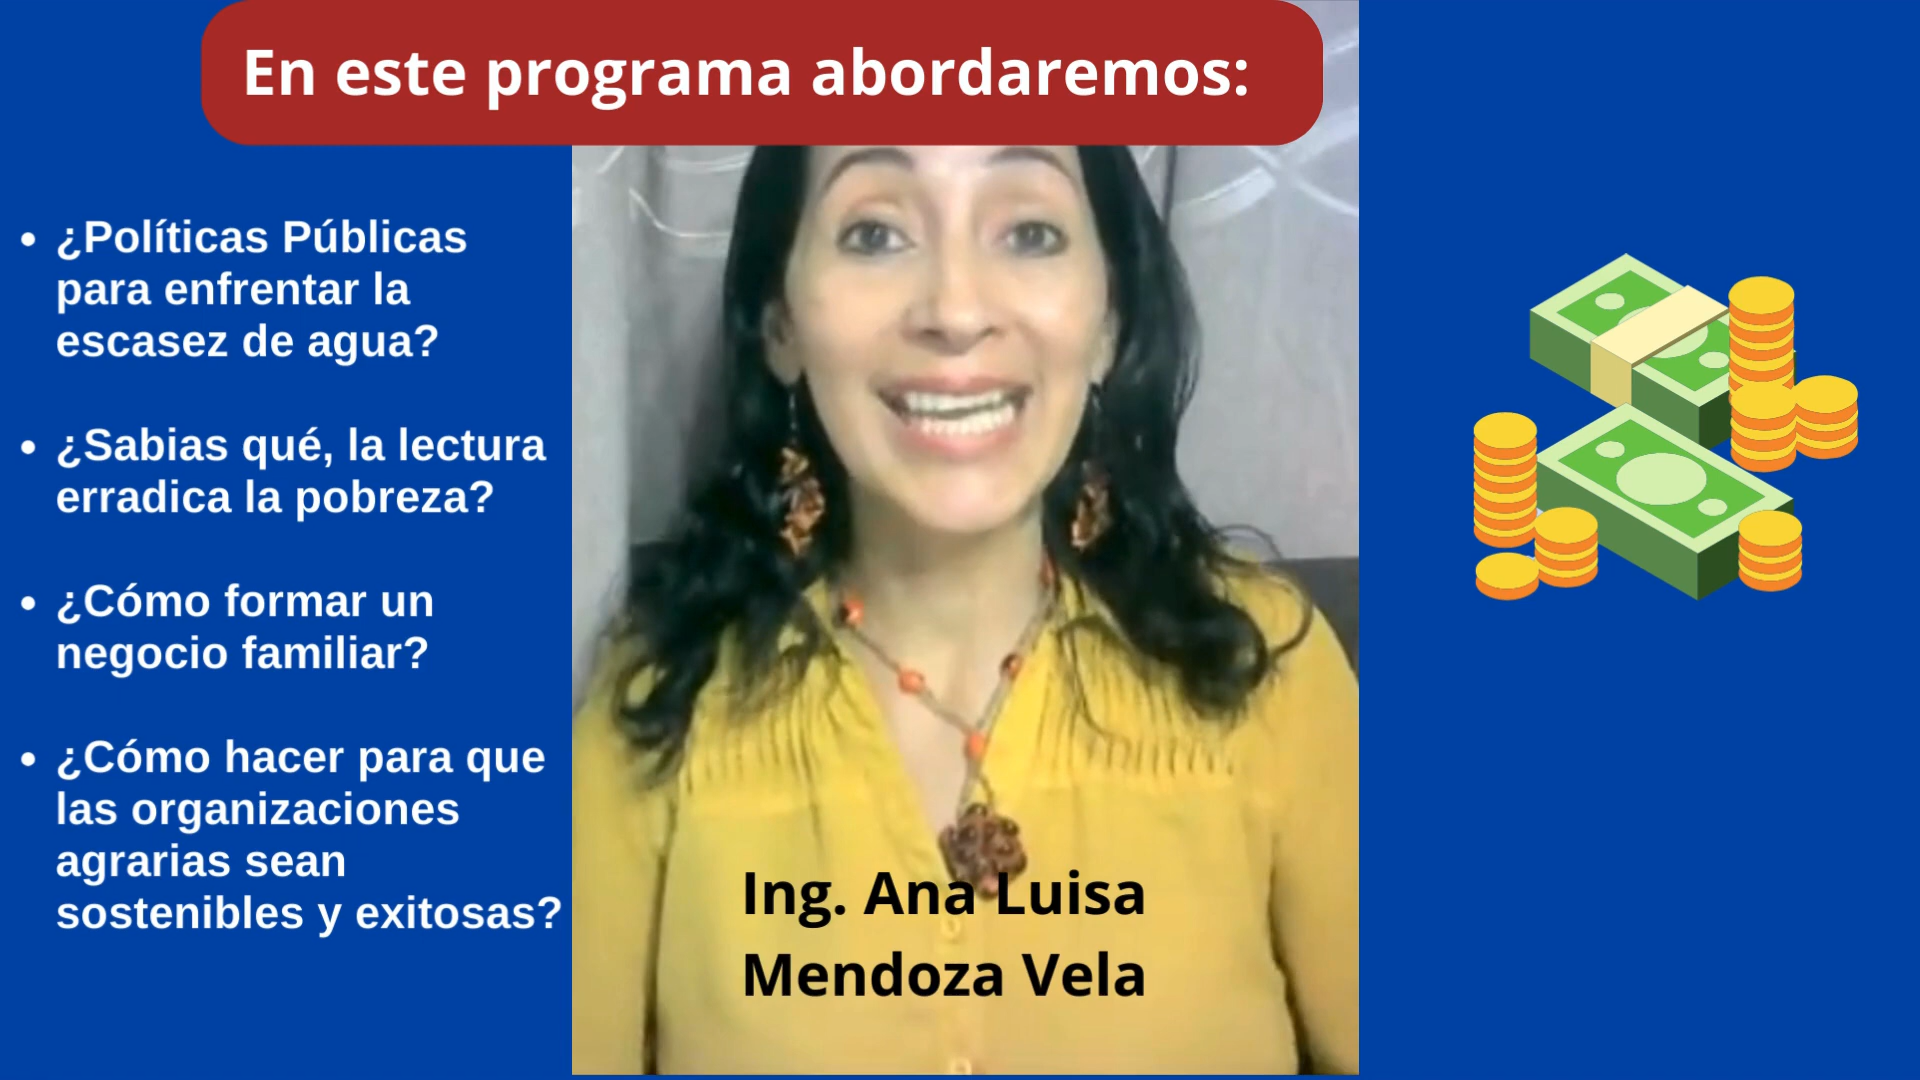 En este programa abordaremos:
• ¿Políticas Públicas
para enfrentar la
escasez de agua?
• ¿Sabias qué, la lectura
erradica la pobreza?
• ¿Cómo formar un
negocio familiar?
• ¿Cómo hacer para que
las organizaciones
agrarias sean
sostenibles y exitosas?
Ing. Ana Luisa
Mendoza Vela